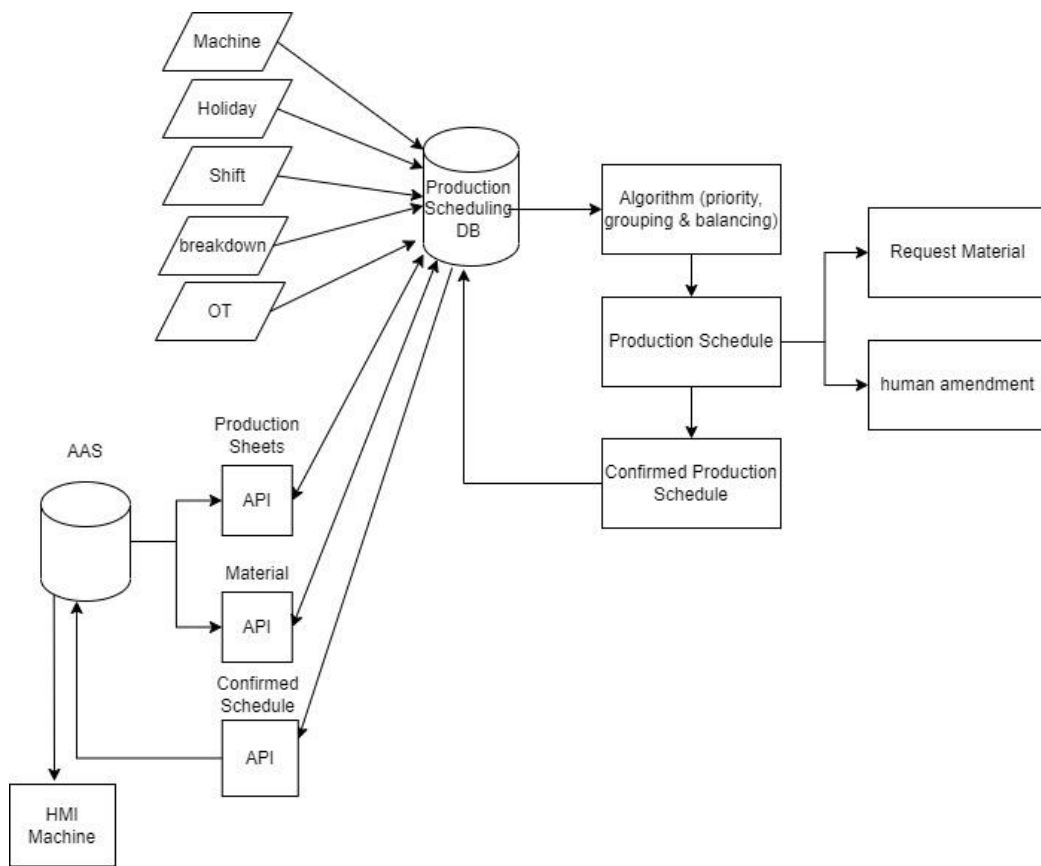 Machine
Holiday
Shift
breakdown
OT
Production
Scheduling
DB
Algorithm (priority,
grouping & balancing)
Request Material
Production Schedule
human amendment
Confirmed Production
Schedule
AAS
Production
Sheets
API
Material
API
Confirmed
Schedule
API
HMI
Machine